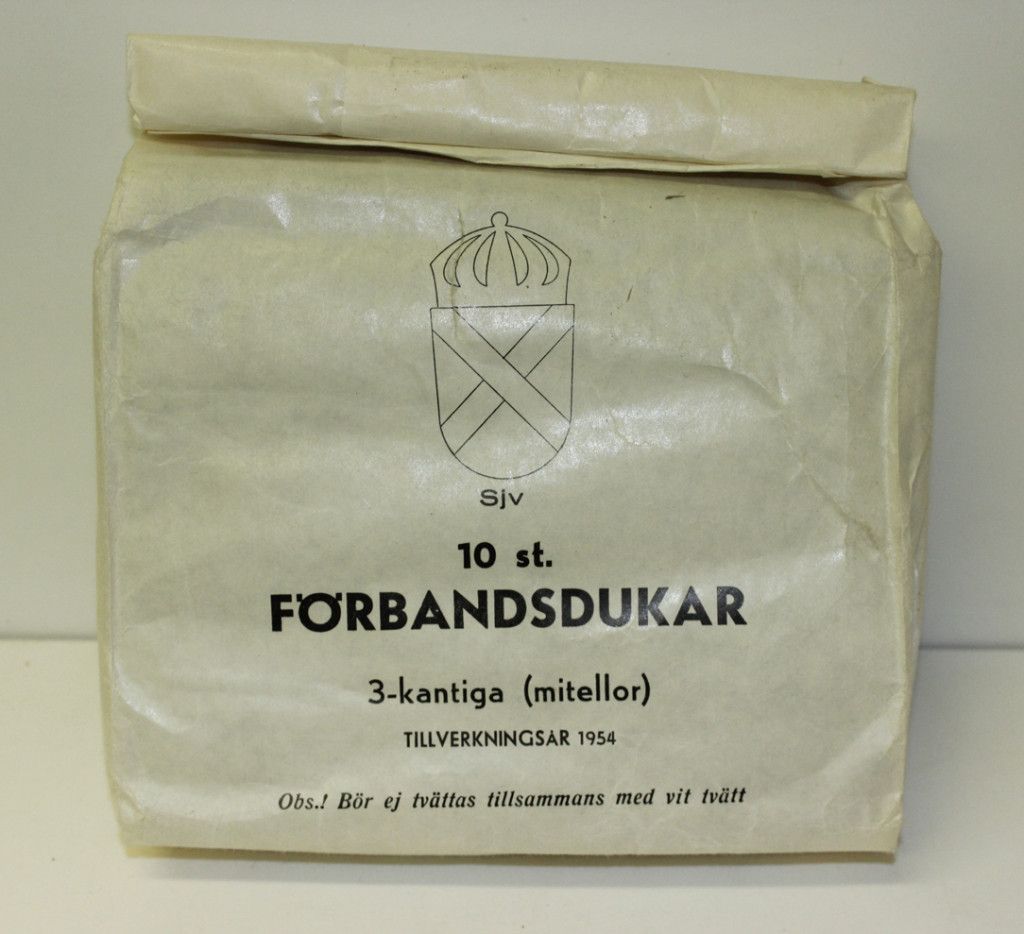 Sjv
10 st.
FÖRBANDSDUKAR
3-kantiga (mitellor)
TILLVERKNINGSÅR 1954
Obs.! Bör ej tvättas tillsammans med vit tvätt